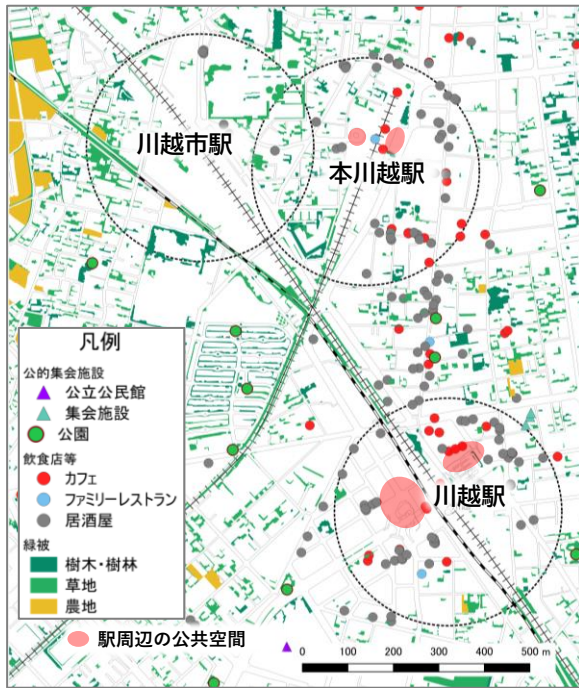 川越市駅
本川越駅
川越駅
凡例
公的集会施設
公立公民館
集会施設
公園
飲食店等
カフェ
ファミリーレストラン
居酒屋
緑被
樹木・樹林
草地
農地
駅周辺の公共空間
0 100 200 300 400 500 m